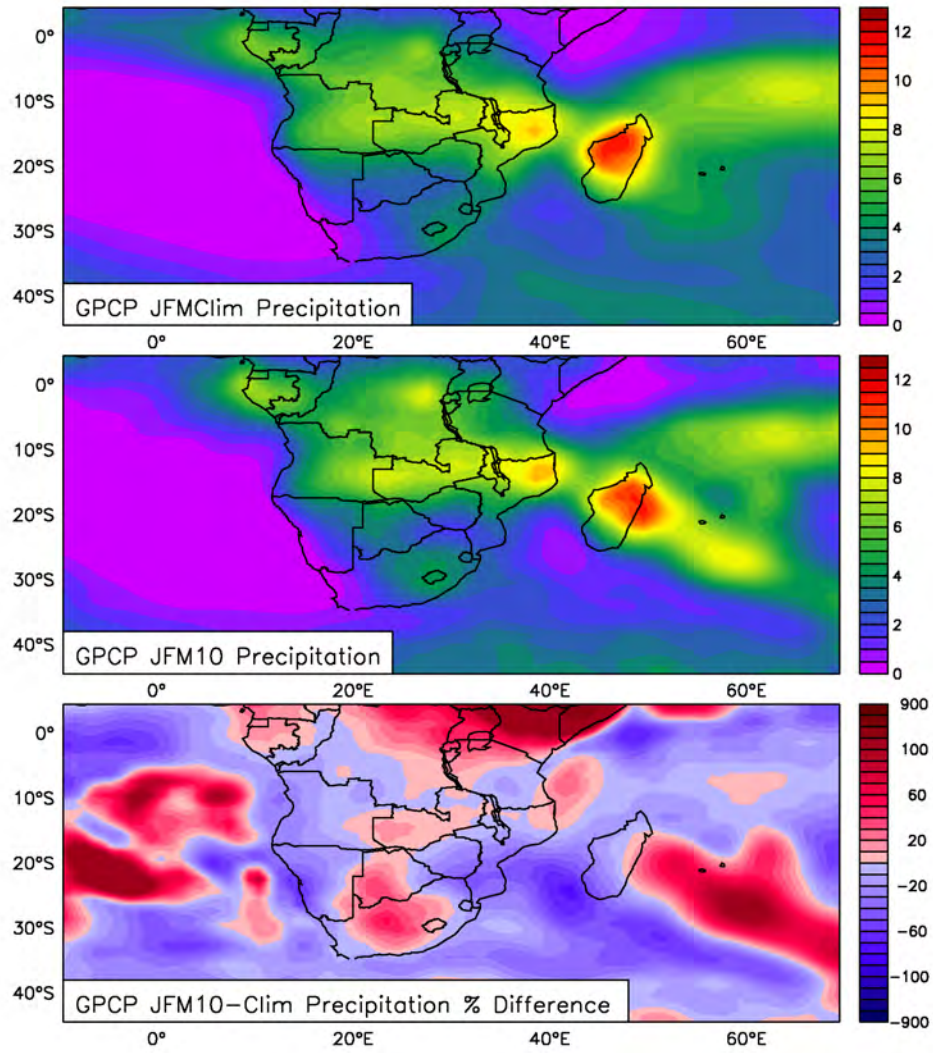 0°
10°S
20°S
30°S
40°S
GPCP JFMClim Precipitation
0°
20°E
40°E
60°E
12
10
8
6
4
2
0
0°
10°S
20°S
30°S
40°S
GPCP JFM10 Precipitation
0°
20°E
40°E
60°E
12
10
8
6
4
2
0
0°
10°S
20°S
30°S
40°S
GPCP JFM10-Clim Precipitation % Difference
0°
20°E
40°E
60°E
900
100
60
20
-20
-60
-100
-900